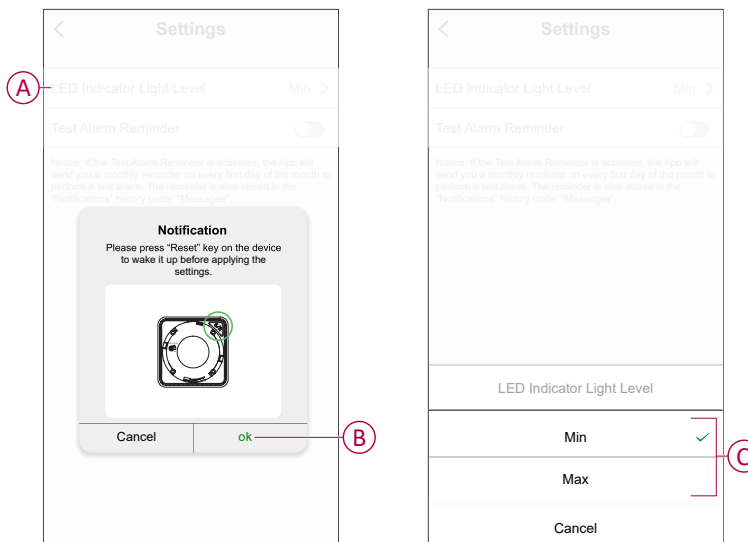 Settings
A
LED Indicator Light Level Min
Test Alarm Reminder
Notice: If the Test Alarm Reminder is activated, the App will
send you a monthly reminder on every first day of the month to
perform a test alarm. The reminder is also stored in the
"Notifications" history under "Messages".
Notification
Please press "Reset" key on the device
to wake it up before applying the
settings.
Cancel
ok
B
Settings
LED Indicator Light Level Min
Test Alarm Reminder
Notice: If the Test Alarm Reminder is activated, the App will
send you a monthly reminder on every first day of the month to
perform a test alarm. The reminder is also stored in the
"Notifications" history under "Messages".
LED Indicator Light Level
Min
Max
C
Cancel